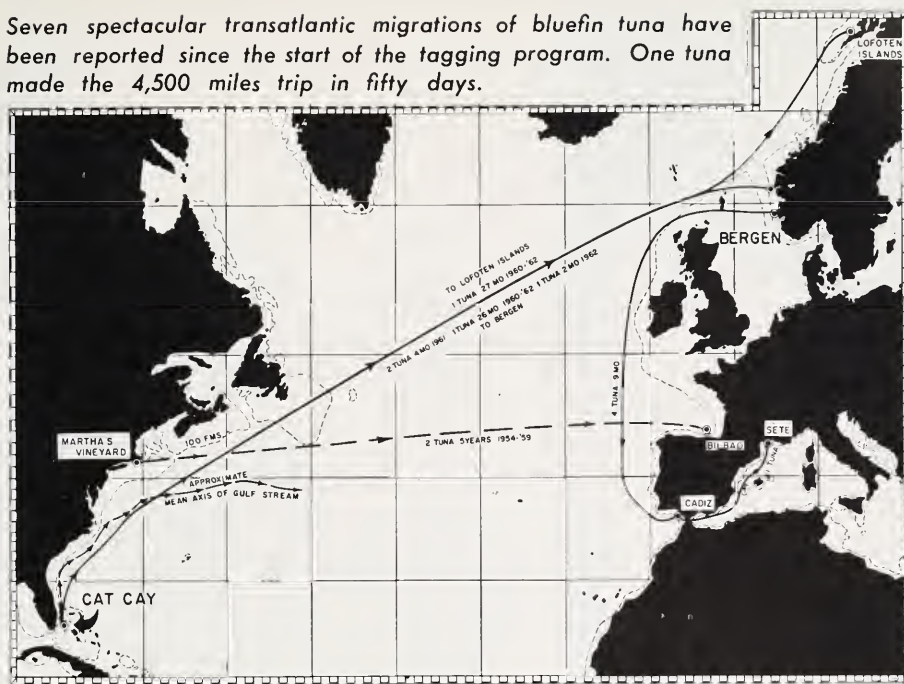 Seven spectacular transatlantic migrations of bluefin tuna have
been reported since the start of the tagging program. One tuna
made the 4,500 miles trip in fifty days.
LOFOTEN
ISLANDS
BERGEN
TO LOFOTEN ISLANDS
1 TUNA 27 MO 1960-'62
2 TUNA 4 MO 1961 1 TUNA 26 MO 1960-'62 1 TUNA 2 MO 1962
TO BERGEN
4 TUNA 9 MO
MARTHAS
VINEYARD
100 FMS.
2 TUNA 5 YEARS 1954-'59
BILBAO
SETE
1 TUNA
CADIZ
APPROXIMATE
MEAN AXIS OF GULF STREAM
CAT CAY